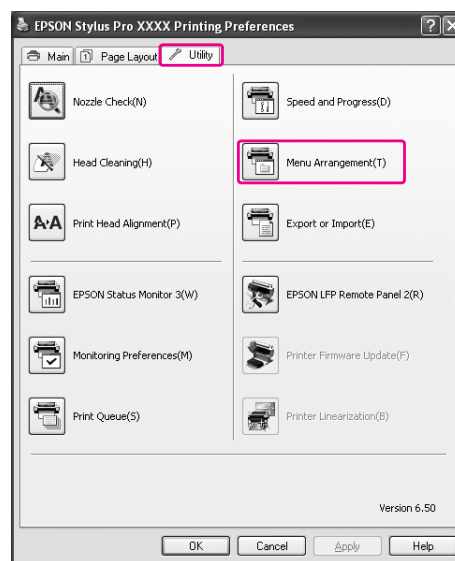 EPSON Stylus Pro XXXX Printing Preferences
Main
Page Layout
Utility
Nozzle Check(N)
Speed and Progress(D)
Head Cleaning(H)
Menu Arrangement(T)
A·A
Print Head Alignment(P)
Export or Import(E)
EPSON Status Monitor 3(W)
EPSON LFP Remote Panel 2(R)
Monitoring Preferences(M)
Printer Firmware Update(F)
Print Queue(S)
Printer Linearization(B)
Version 6.50
OK
Cancel
Apply
Help